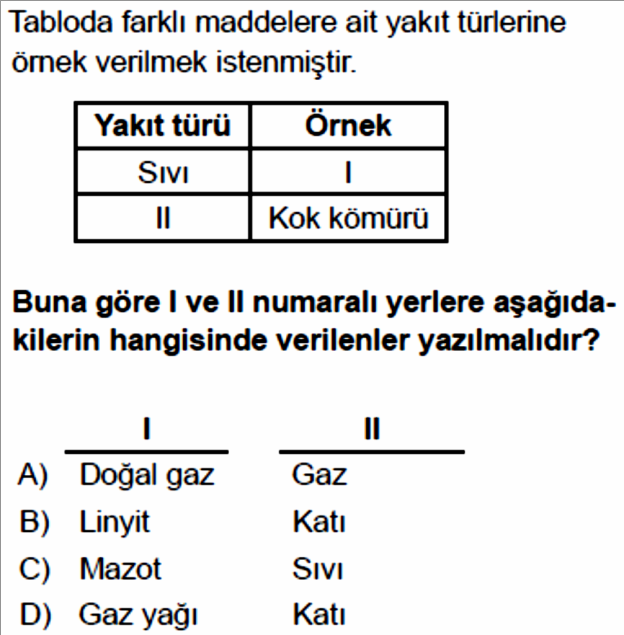 Tabloda farklı maddelere ait yakıt türlerine
örnek verilmek istenmiştir.
Yakıt türü Örnek
Sıvı I
II Kok kömürü
Buna göre I ve II numaralı yerlere aşağıda-
kilerin hangisinde verilenler yazılmalıdır?
I II
A) Doğal gaz Gaz
B) Linyit Katı
C) Mazot Sıvı
D) Gaz yağı Katı